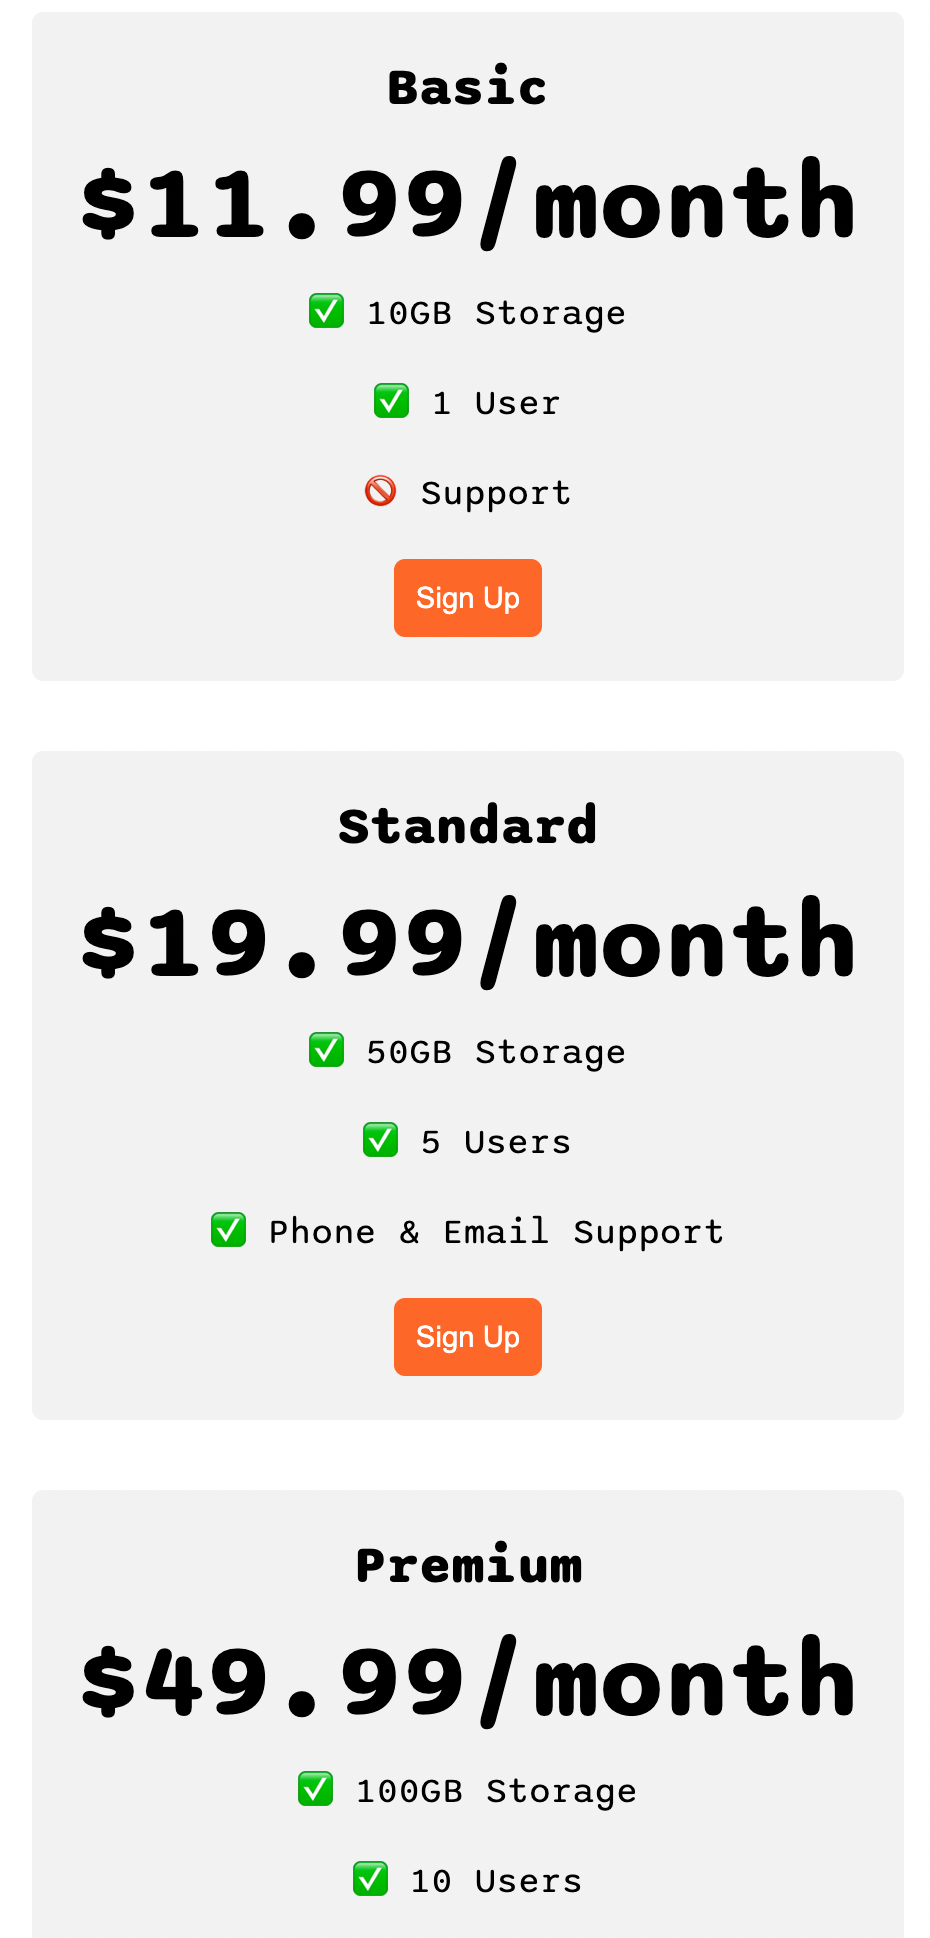 Basic
$11.99/month
✅ 10GB Storage
✅ 1 User
🚫 Support
Sign Up
Standard
$19.99/month
✅ 50GB Storage
✅ 5 Users
✅ Phone & Email Support
Sign Up
Premium
$49.99/month
✅ 100GB Storage
✅ 10 Users